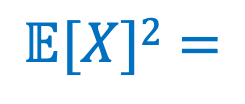 𝔼[X]² =